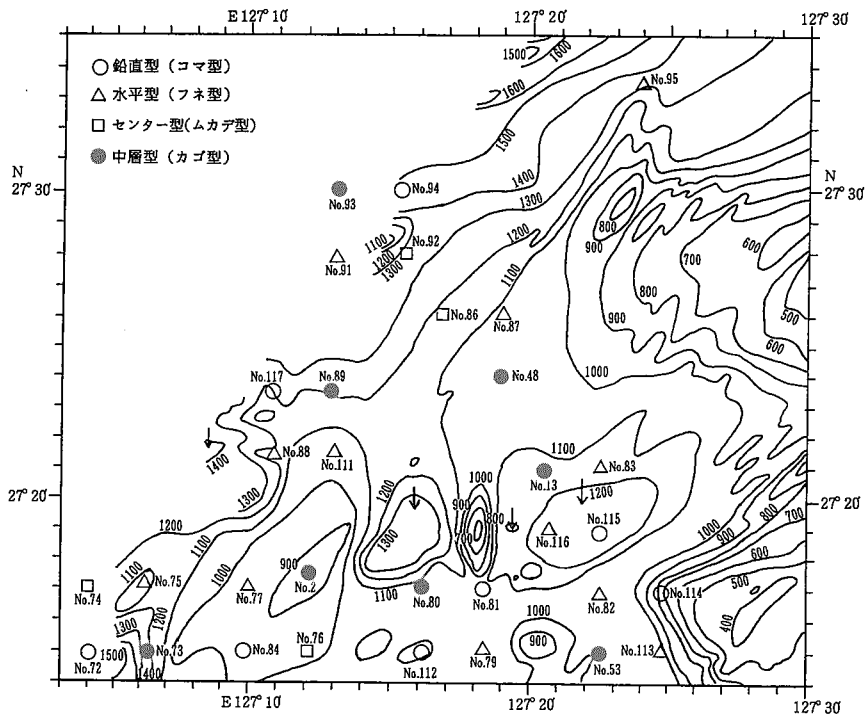 E 127° 10'
127° 20'
127° 30'
鉛直型 (コマ型)
水平型 (フネ型)
センター型(ムカデ型)
中層型 (カゴ型)
1500
1600
1600
1500
No.95
N
27° 30'
N
27° 30'
No.93
No.94
1400
1300
1200
1100
800
900
600
700
800
500
900
600
1000
1100
1200
1300
No.92
No.91
No.86
No.87
No.48
No.117
No.89
1400
No.88
No.111
1300
1200
1100
No.83
No.13
1200
1000
900
800
700
1300
No.116
No.115
27° 20'
27° 20'
1000
900
800
700
600
500
400
1200
1100
1000
900
1100
No.75
No.74
No.77
No.2
1100
No.80
No.81
No.82
No.114
1300
1200
1500
1400
No.72
No.73
No.84
No.76
No.112
No.79
1000
900
No.53
No.113
E 127° 10'
127° 20'
127° 30'